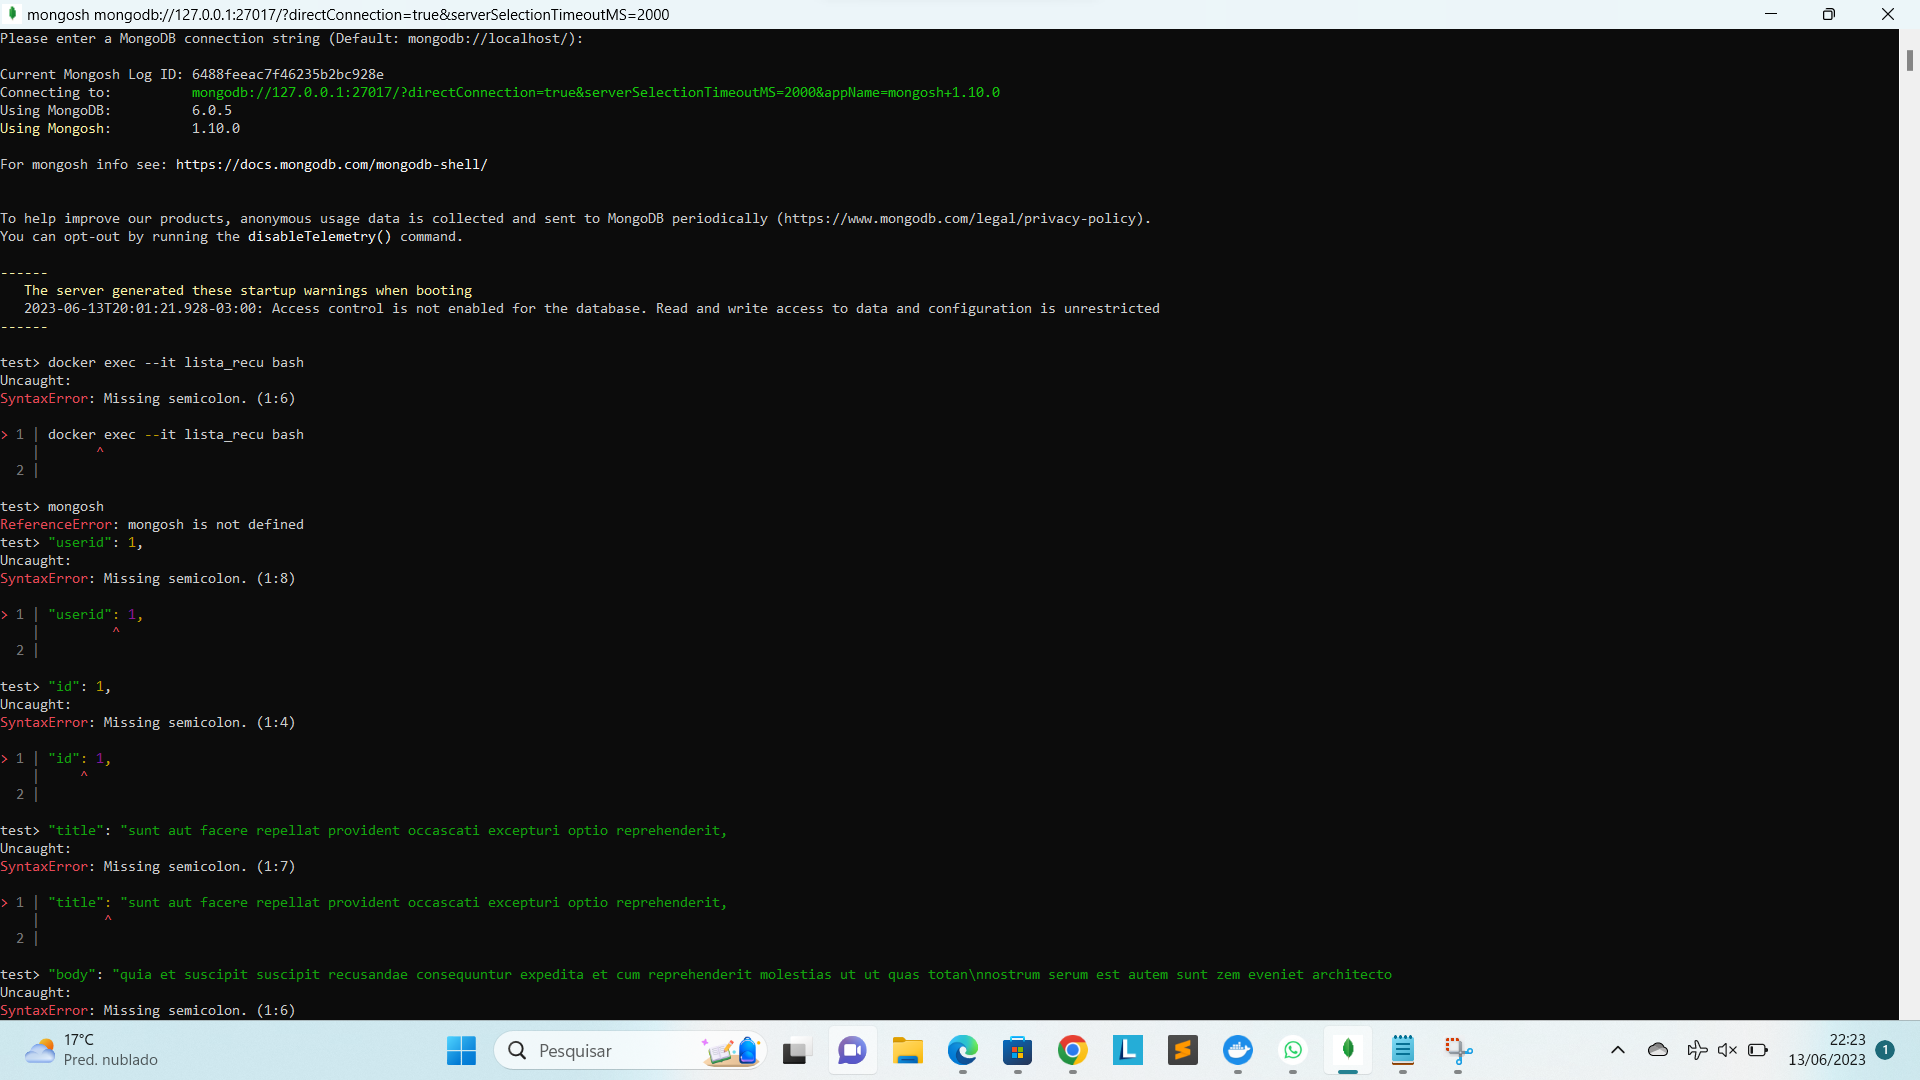 mongosh mongodb://127.0.0.1:27017/?directConnection=true&serverSelectionTimeoutMS=2000
Please enter a MongoDB connection string (Default: mongodb://localhost/):
Current Mongosh Log ID: 6488feeac7f46235b2bc928e
Connecting to: mongodb://127.0.0.1:27017/?directConnection=true&serverSelectionTimeoutMS=2000&appName=mongosh+1.10.0
Using MongoDB: 6.0.5
Using Mongosh: 1.10.0
For mongosh info see: https://docs.mongodb.com/mongodb-shell/
To help improve our products, anonymous usage data is collected and sent to MongoDB periodically (https://www.mongodb.com/legal/privacy-policy).
You can opt-out by running the disableTelemetry() command.
------
The server generated these startup warnings when booting
2023-06-13T20:01:21.928-03:00: Access control is not enabled for the database. Read and write access to data and configuration is unrestricted
------
test> docker exec --it lista_recu bash
Uncaught:
SyntaxError: Missing semicolon. (1:6)
> 1 | docker exec --it lista_recu bash
| ^
2 |
test> mongosh
ReferenceError: mongosh is not defined
test> "userid": 1,
Uncaught:
SyntaxError: Missing semicolon. (1:8)
> 1 | "userid": 1,
| ^
2 |
test> "id": 1,
Uncaught:
SyntaxError: Missing semicolon. (1:4)
> 1 | "id": 1,
| ^
2 |
test> "title": "sunt aut facere repellat provident occascati excepturi optio reprehenderit,
Uncaught:
SyntaxError: Missing semicolon. (1:7)
> 1 | "title": "sunt aut facere repellat provident occascati excepturi optio reprehenderit,
| ^
2 |
test> "body": "quia et suscipit suscipit recusandae consequuntur expedita et cum reprehenderit molestias ut ut quas totan\nnostrum serum est autem sunt zem eveniet architecto
Uncaught:
SyntaxError: Missing semicolon. (1:6)
17°C
Pred. nublado
Pesquisar
L
22:23
13/06/2023
1